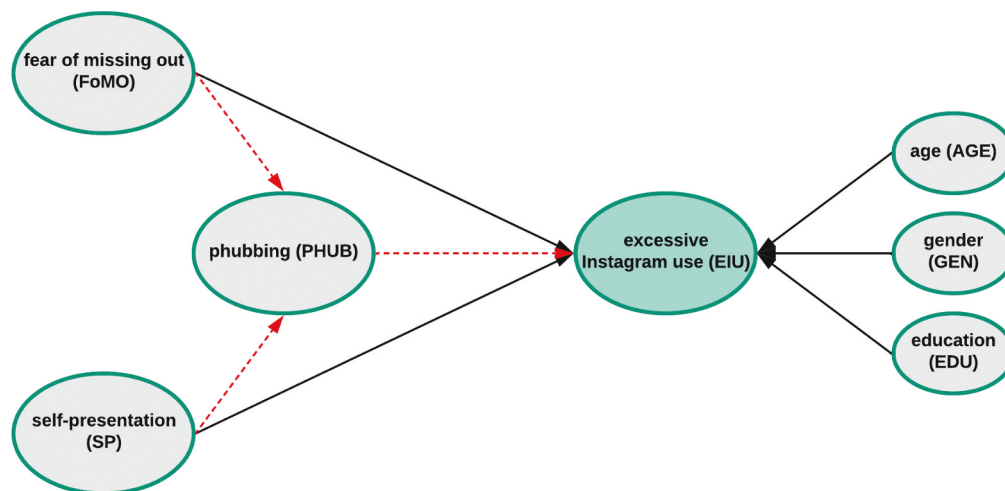 fear of missing out
(FoMO)
phubbing (PHUB)
self-presentation
(SP)
excessive
Instagram use (EIU)
age (AGE)
gender
(GEN)
education
(EDU)